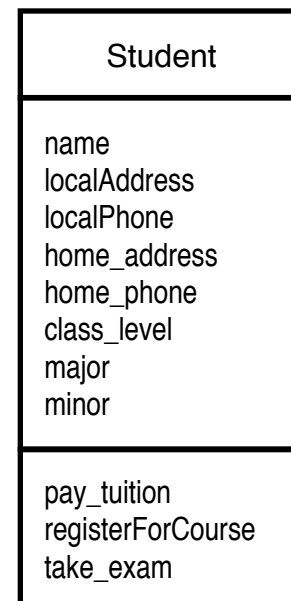 Student
name
localAddress
localPhone
home_address
home_phone
class_level
major
minor
pay_tuition
registerForCourse
take_exam